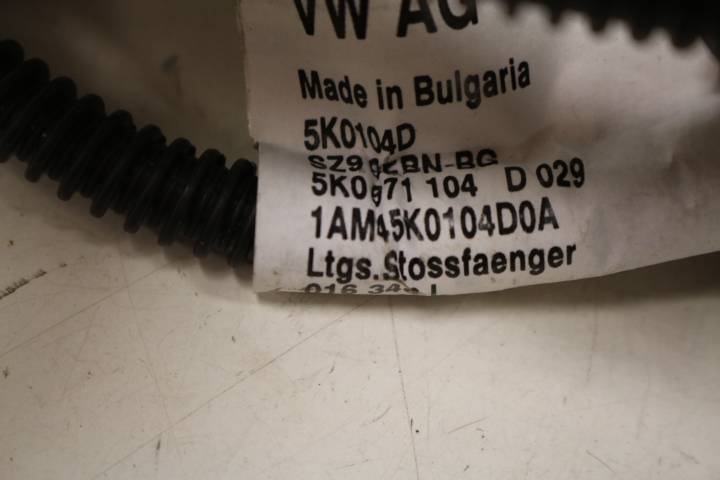 VW AG
Made in Bulgaria
5K0104D
5K0971 104 D 029
1AM45K0104D0A
Ltgs.Stossfaenger